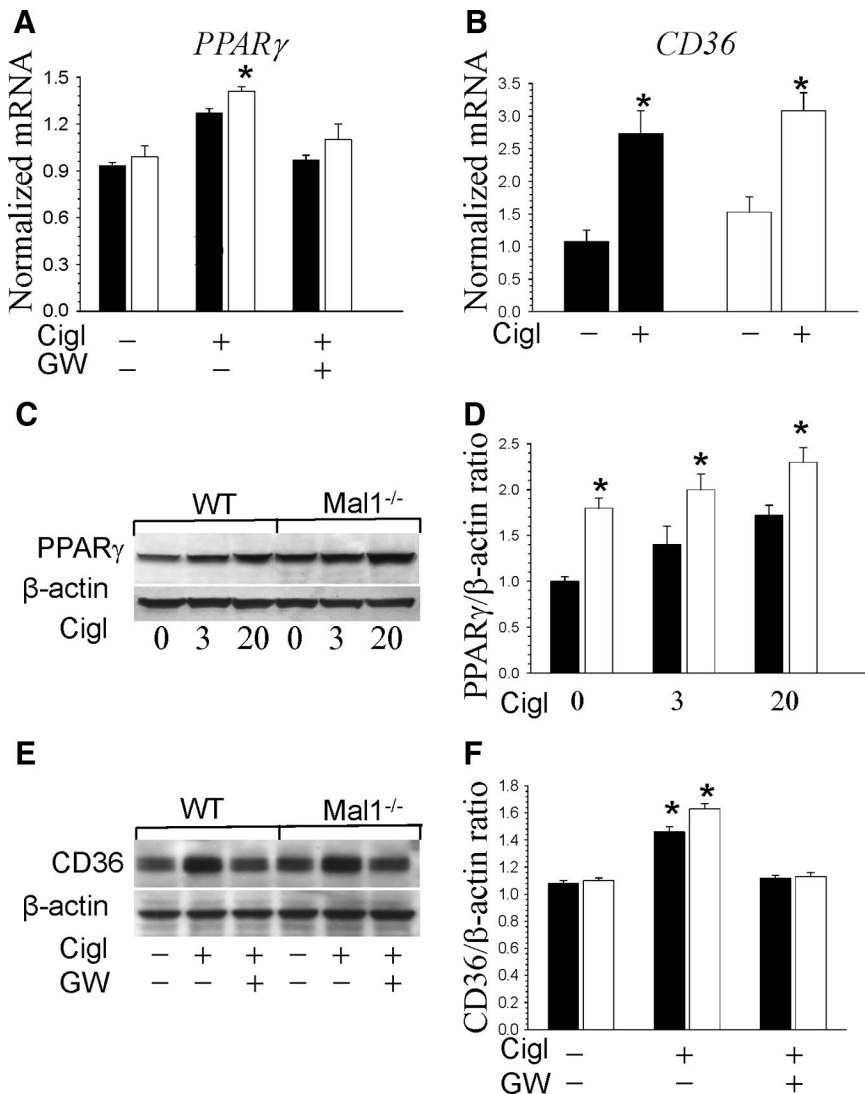 A
PPARγ
Normalized mRNA
1.5
1.2
0.9
0.6
0.3
0.0
*
Cigl − + +
GW − − +
B
CD36
Normalized mRNA
3.5
3.0
2.5
2.0
1.5
1.0
0.5
0.0
* *
Cigl − + − +
C
WT Mal1-/-
PPARγ
β-actin
Cigl 0 3 20 0 3 20
D
PPARγ/β-actin ratio
2.5
2.0
1.5
1.0
0.5
0.0
* * *
Cigl 0 3 20
E
WT Mal1-/-
CD36
β-actin
Cigl − + + − + +
GW − − + − − +
F
CD36/β-actin ratio
1.8
1.6
1.4
1.2
1.0
0.8
0.6
0.4
0.2
0.0
* *
Cigl − + +
GW − − +